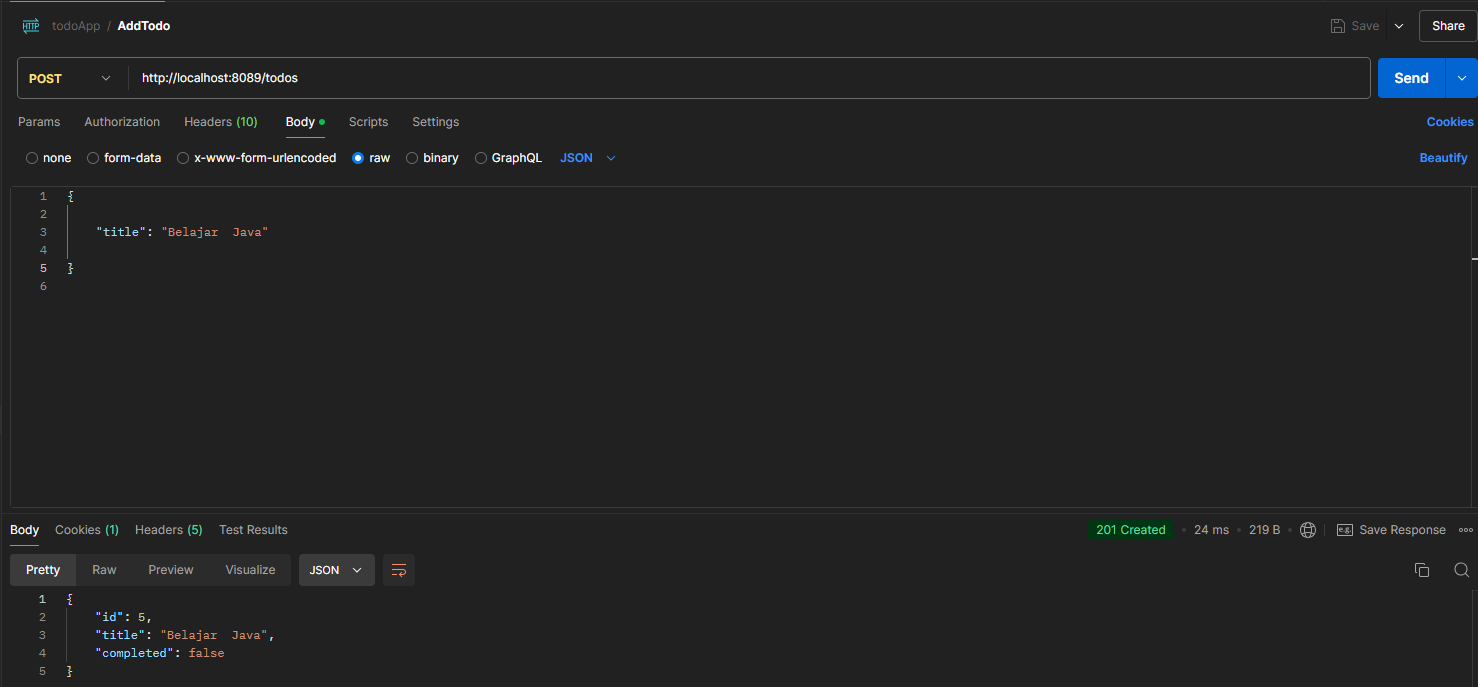 HTTP todoApp / AddTodo Save Share
POST http://localhost:8089/todos Send
Params Authorization Headers (10) Body Scripts Settings Cookies
none form-data x-www-form-urlencoded raw binary GraphQL JSON Beautify
1 {
2
3 "title": "Belajar  Java"
4
5 }
6
Body Cookies (1) Headers (5) Test Results 201 Created • 24 ms • 219 B • e.g. Save Response
Pretty Raw Preview Visualize JSON
1 {
2 "id": 5,
3 "title": "Belajar  Java",
4 "completed": false
5 }